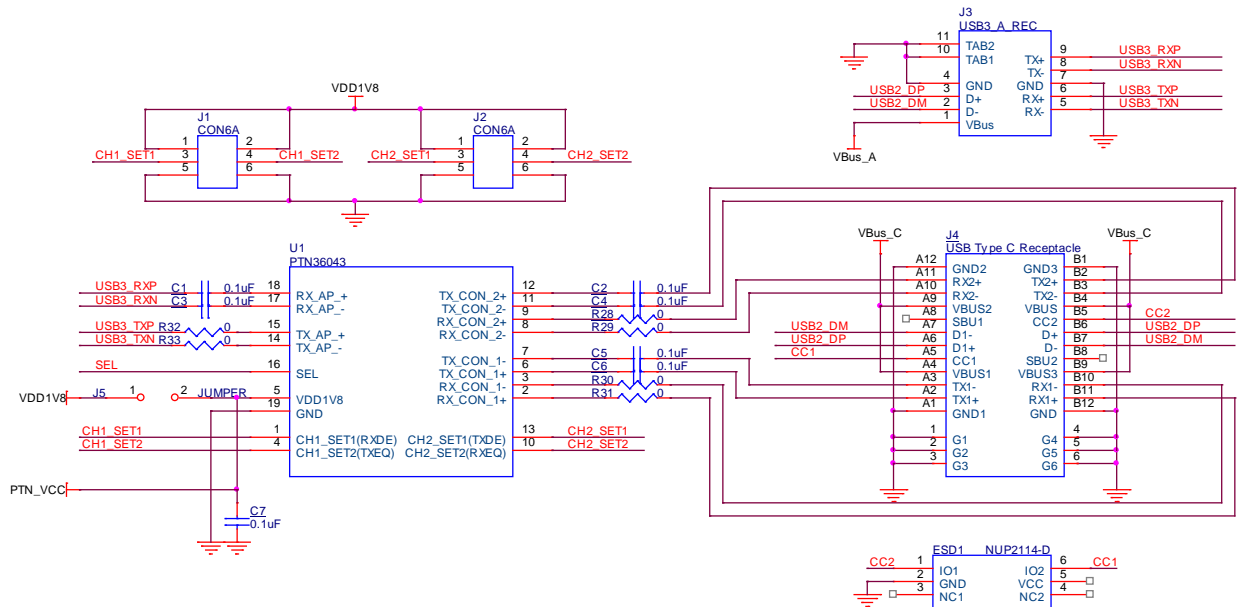 J3
USB3_A_REC
11
TAB2
10
TAB1
9
TX+
USB3_RXP
8
TX-
USB3_RXN
4
GND
7
GND
USB2_DP
3
D+
6
RX+
USB3_TXP
USB2_DM
2
D-
5
RX-
USB3_TXN
1
VBus
VBus_A
VDD1V8
J1
CON6A
1
2
CH1_SET1
3
4
CH1_SET2
5
6
J2
CON6A
1
2
CH2_SET1
3
4
CH2_SET2
5
6
U1
PTN36043
USB3_RXP
C1
0.1uF
18
RX_AP_+
USB3_RXN
C3
0.1uF
17
RX_AP_-
USB3_TXP
R32
0
15
TX_AP_+
USB3_TXN
R33
0
14
TX_AP_-
SEL
16
SEL
VDD1V8
J5
1
2
JUMPER
5
VDD1V8
19
GND
CH1_SET1
1
CH1_SET1(RXDE)
CH1_SET2
4
CH1_SET2(TXEQ)
PTN_VCC
C7
0.1uF
TX_CON_2+
12
C2
0.1uF
TX_CON_2-
11
C4
0.1uF
RX_CON_2+
9
R28
0
RX_CON_2-
8
R29
0
TX_CON_1-
7
C5
0.1uF
TX_CON_1+
6
C6
0.1uF
RX_CON_1-
3
R30
0
RX_CON_1+
2
R31
0
CH2_SET1(TXDE)
13
CH2_SET1
CH2_SET2(RXEQ)
10
CH2_SET2
VBus_C
J4
VBus_C
USB Type C Receptacle
A12
GND2
GND3
B1
A11
RX2+
TX2+
B2
A10
RX2-
TX2-
B3
A9
VBUS2
VBUS
B4
A8
SBU1
CC2
B5
CC2
USB2_DM
A7
D1-
D+
B6
USB2_DP
USB2_DP
A6
D1+
D-
B7
USB2_DM
CC1
A5
CC1
SBU2
B8
A4
VBUS1
VBUS3
B9
A3
TX1-
RX1-
B10
A2
TX1+
RX1+
B11
A1
GND1
GND
B12
1
G1
G4
4
2
G2
G5
5
3
G3
G6
6
ESD1
NUP2114-D
CC2
1
IO1
IO2
6
CC1
2
GND
VCC
5
3
NC1
NC2
4